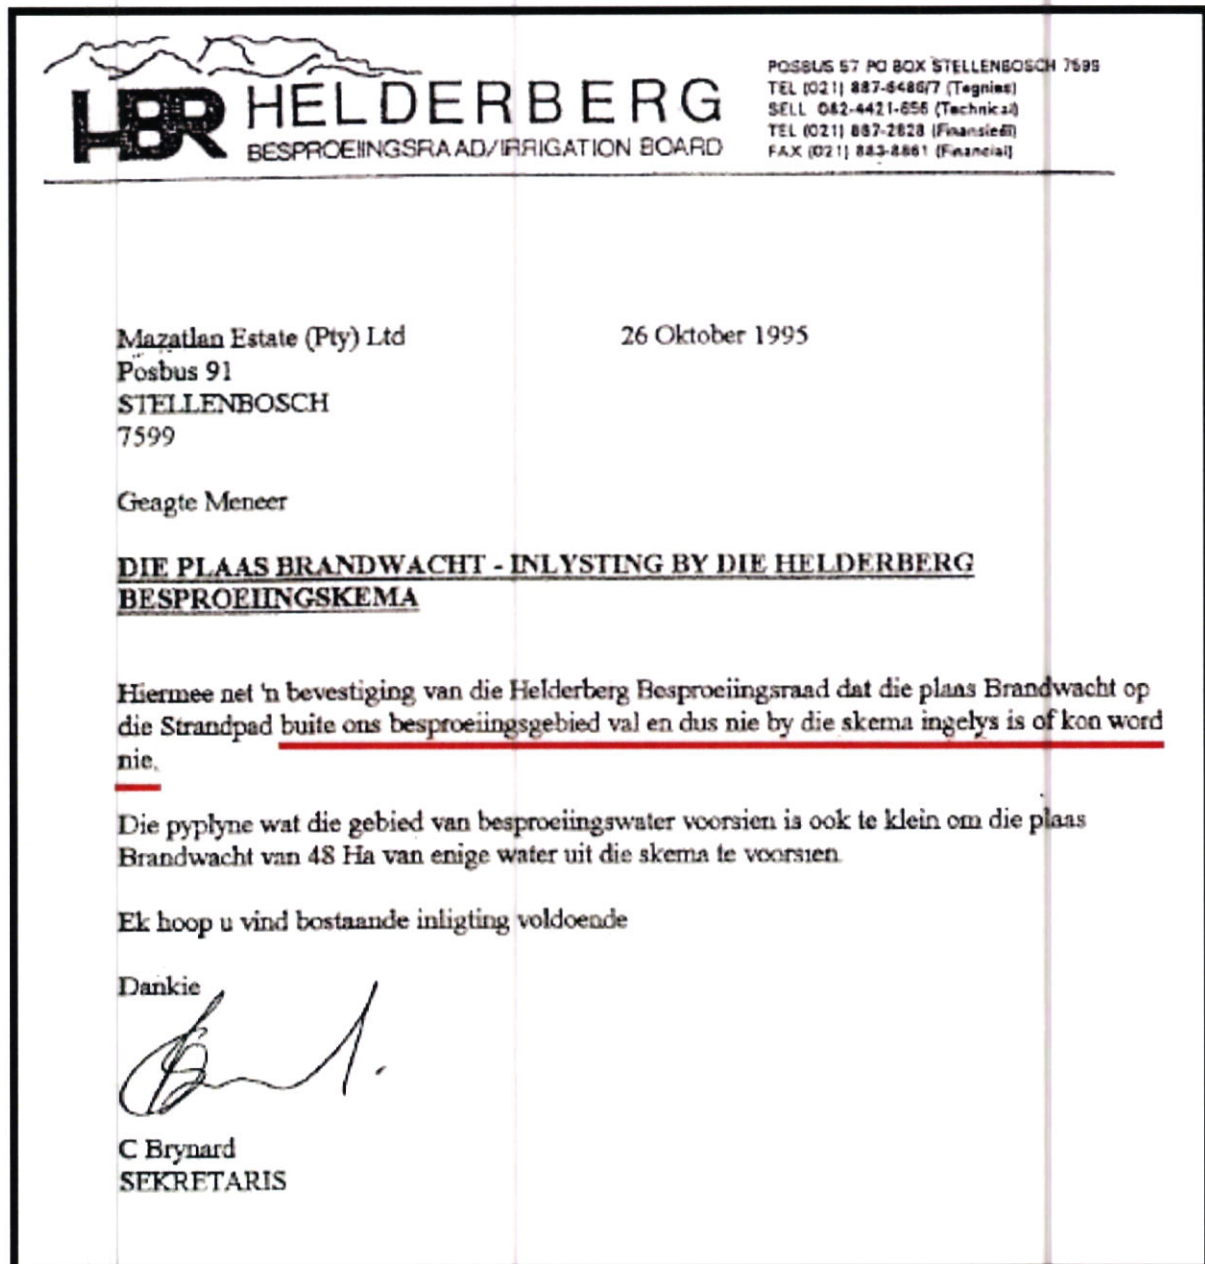 HBR HELDERBERG
BESPROEIINGSRAAD/IRRIGATION BOARD
POSBUS 57 PO BOX STELLENBOSCH 7599
TEL (021) 887-6486/7 (Tegnies)
SELL 082-4421-656 (Technical)
TEL (021) 887-2828 (Finansieël)
FAX (021) 883-8861 (Financial)
Mazatlan Estate (Pty) Ltd 26 Oktober 1995
Posbus 91
STELLENBOSCH
7599
Geagte Meneer
DIE PLAAS BRANDWACHT - INLYSTING BY DIE HELDERBERG
BESPROEIINGSKEMA
Hiermee net 'n bevestiging van die Helderberg Besproeiingsraad dat die plaas Brandwacht op
die Strandpad buite ons besproeiingsgebied val en dus nie by die skema ingelys is of kon word
nie.
Die pyplyne wat die gebied van besproeiingswater voorsien is ook te klein om die plaas
Brandwacht van 48 Ha van enige water uit die skema te voorsien.
Ek hoop u vind bostaande inligting voldoende
Dankie
C Brynard
SEKRETARIS